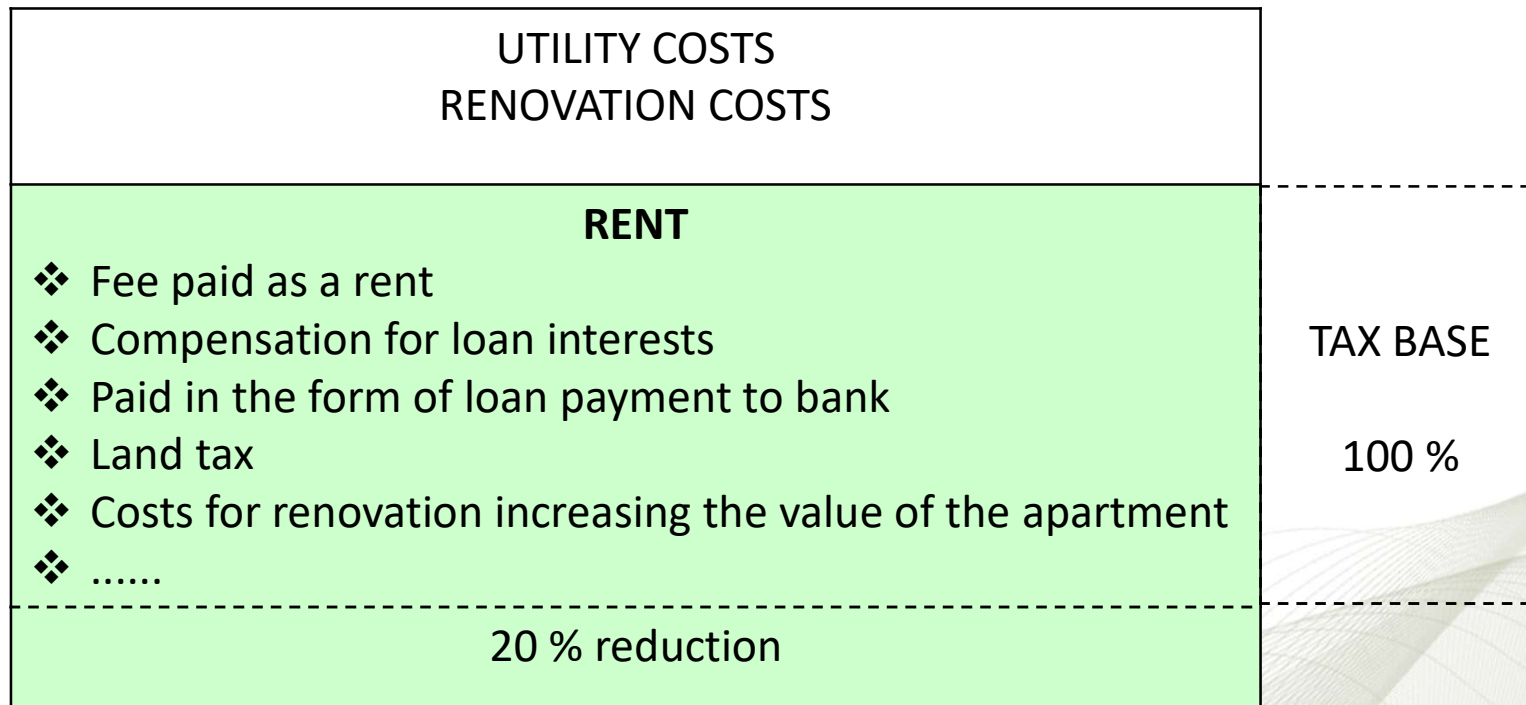 UTILITY COSTS
RENOVATION COSTS
RENT
❖ Fee paid as a rent
❖ Compensation for loan interests
❖ Paid in the form of loan payment to bank
❖ Land tax
❖ Costs for renovation increasing the value of the apartment
❖ ......
20 % reduction
TAX BASE
100 %